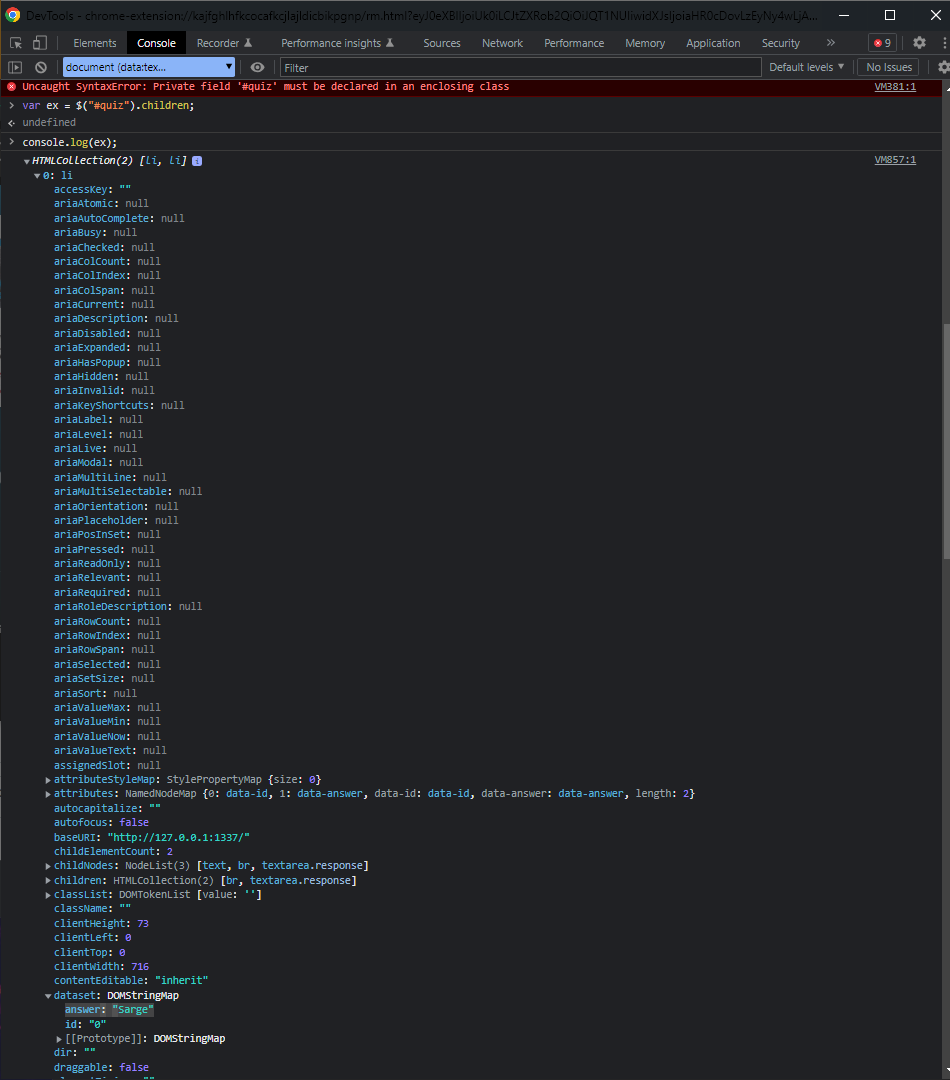 DevTools - chrome-extension://kajfghlhfkcocafkcjlajldicbikpgnp/rm.html?
Elements Console Recorder Performance insights Sources Network Performance Memory Application Security » 9
document (data:tex... Filter Default levels No Issues
Uncaught SyntaxError: Private field '#quiz' must be declared in an enclosing class VM381:1
> var ex = $("#quiz").children;
undefined
> console.log(ex);
HTMLCollection(2) [li, li] i VM857:1
0: li
accessKey: ""
ariaAtomic: null
ariaAutoComplete: null
ariaBusy: null
ariaChecked: null
ariaColCount: null
ariaColIndex: null
ariaColSpan: null
ariaCurrent: null
ariaDescription: null
ariaDisabled: null
ariaExpanded: null
ariaHasPopup: null
ariaHidden: null
ariaInvalid: null
ariaKeyShortcuts: null
ariaLabel: null
ariaLevel: null
ariaLive: null
ariaModal: null
ariaMultiLine: null
ariaMultiSelectable: null
ariaOrientation: null
ariaPlaceholder: null
ariaPosInSet: null
ariaPressed: null
ariaReadOnly: null
ariaRelevant: null
ariaRequired: null
ariaRoleDescription: null
ariaRowCount: null
ariaRowIndex: null
ariaRowSpan: null
ariaSelected: null
ariaSetSize: null
ariaSort: null
ariaValueMax: null
ariaValueMin: null
ariaValueNow: null
ariaValueText: null
assignedSlot: null
attributeStyleMap: StylePropertyMap {size: 0}
attributes: NamedNodeMap {0: data-id, 1: data-answer, data-id: data-id, data-answer: data-answer, length: 2}
autocapitalize: ""
autofocus: false
baseURI: "http://127.0.0.1:1337/"
childElementCount: 2
childNodes: NodeList(3) [text, br, textarea.response]
children: HTMLCollection(2) [br, textarea.response]
classList: DOMTokenList [value: '']
className: ""
clientHeight: 73
clientLeft: 0
clientTop: 0
clientWidth: 716
contentEditable: "inherit"
dataset: DOMStringMap
answer: "Sarge"
id: "0"
[[Prototype]]: DOMStringMap
dir: ""
draggable: false